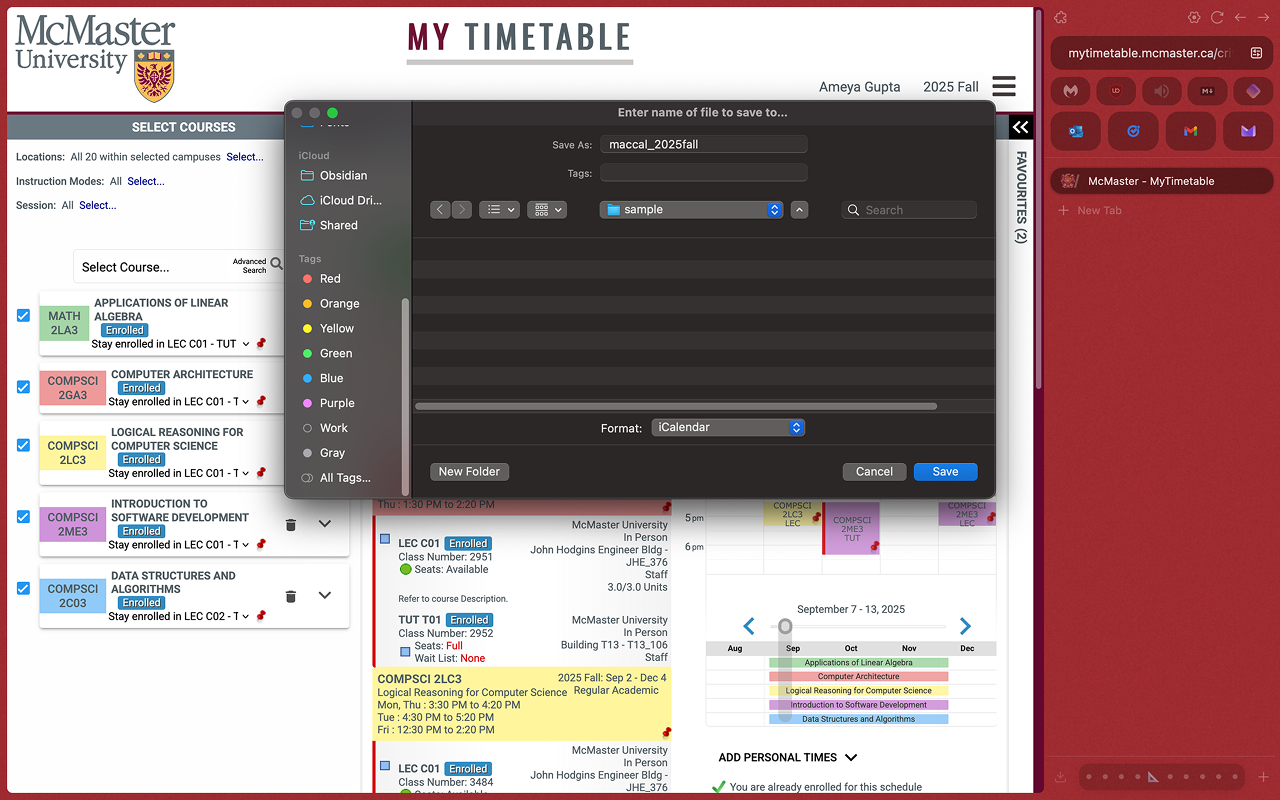 McMaster
University
MY TIMETABLE
Ameya Gupta
2025 Fall
SELECT COURSES
Locations: All 20 within selected campuses Select...
Instruction Modes: All Select...
Session: All Select...
Select Course...
Advanced
Search
MATH
2LA3
APPLICATIONS OF LINEAR
ALGEBRA
Enrolled
Stay enrolled in LEC C01 - TUT
COMPSCI
2GA3
COMPUTER ARCHITECTURE
Enrolled
Stay enrolled in LEC C01 - T
COMPSCI
2LC3
LOGICAL REASONING FOR
COMPUTER SCIENCE
Enrolled
Stay enrolled in LEC C01 - T
COMPSCI
2ME3
INTRODUCTION TO
SOFTWARE DEVELOPMENT
Enrolled
Stay enrolled in LEC C01 - T
COMPSCI
2C03
DATA STRUCTURES AND
ALGORITHMS
Enrolled
Stay enrolled in LEC C02 - T
iCloud
Obsidian
iCloud Dri...
Shared
Tags
Red
Orange
Yellow
Green
Blue
Purple
Work
Gray
All Tags...
Enter name of file to save to...
Save As: maccal_2025fall
Tags:
sample
Search
Format: iCalendar
New Folder
Cancel
Save
Thu : 1:30 PM to 2:20 PM
LEC C01 Enrolled
Class Number: 2951
Seats: Available
McMaster University
In Person
John Hodgins Engineer Bldg -
JHE_376
Staff
3.0/3.0 Units
Refer to course Description.
TUT T01 Enrolled
Class Number: 2952
Seats: Full
Wait List: None
McMaster University
In Person
Building T13 - T13_106
Staff
COMPSCI 2LC3
2025 Fall: Sep 2 - Dec 4
Logical Reasoning for Computer Science
Regular Academic
Mon, Thu : 3:30 PM to 4:20 PM
Tue : 4:30 PM to 5:20 PM
Fri : 12:30 PM to 2:20 PM
LEC C01 Enrolled
Class Number: 3484
McMaster University
In Person
John Hodgins Engineer Bldg -
JHE_376
5 pm
6 pm
COMPSCI
2LC3
LEC
COMPSCI
2ME3
TUT
COMPSCI
2ME3
LEC
September 7 - 13, 2025
Aug Sep Oct Nov Dec
Applications of Linear Algebra
Computer Architecture
Logical Reasoning for Computer Science
Introduction to Software Development
Data Structures and Algorithms
ADD PERSONAL TIMES
You are already enrolled for this schedule
FAVOURITES (2)
mytimetable.mcmaster.ca/cri
UD
M↓
McMaster - MyTimetable
New Tab